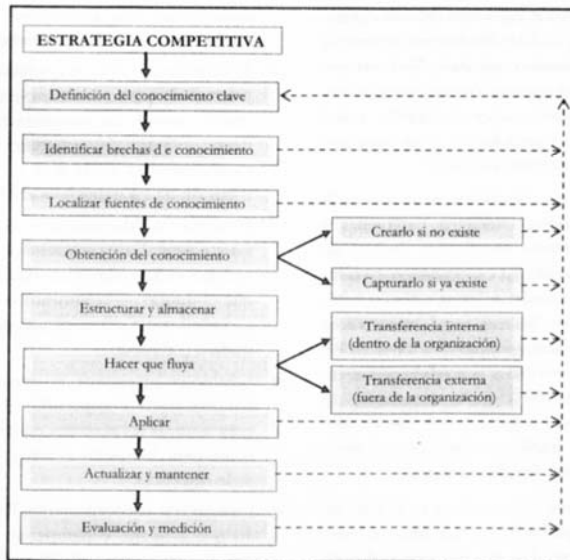 ESTRATEGIA COMPETITIVA
Definición del conocimiento clave
Identificar brechas d e conocimiento
Localizar fuentes de conocimiento
Obtención del conocimiento
Crearlo si no existe
Capturarlo si ya existe
Estructurar y almacenar
Hacer que fluya
Transferencia interna
(dentro de la organización)
Transferencia externa
(fuera de la organización)
Aplicar
Actualizar y mantener
Evaluación y medición